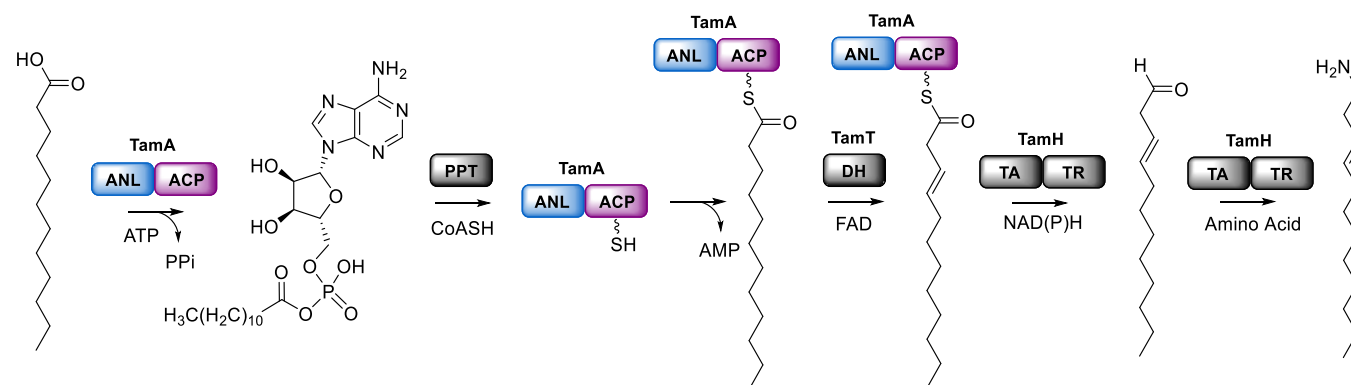 HO
O
TamA
ANL ACP
ATP
PPi
NH2
N
N
N
N
HO
O
HO
O
OH
O
P
O
O
H3C(H2C)10
PPT
CoASH
TamA
ANL ACP
SH
AMP
TamA
ANL ACP
S
O
TamT
DH
FAD
TamA
ANL ACP
S
O
TamH
TA TR
NAD(P)H
H
O
TamH
TA TR
Amino Acid
H2N